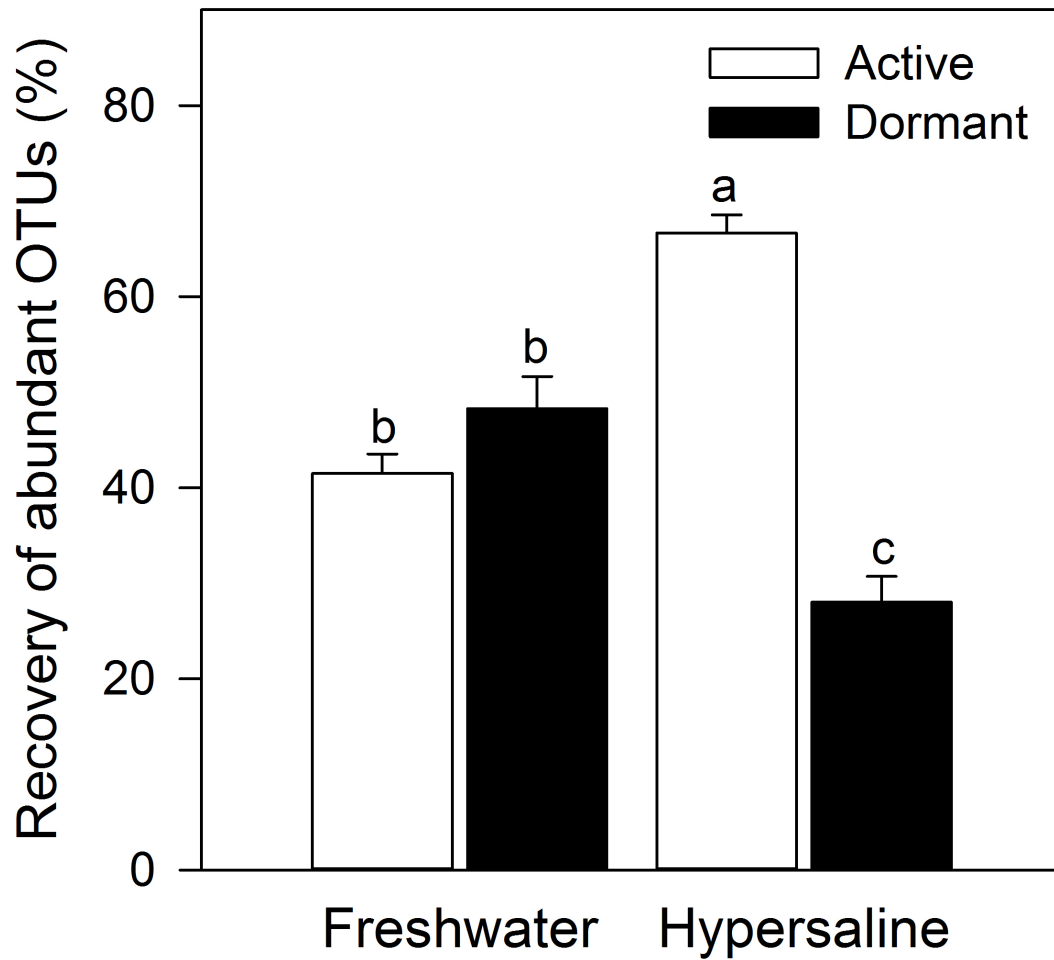 Recovery of abundant OTUs (%)
80
60
40
20
0
Active
Dormant
a
b
b
c
Freshwater Hypersaline